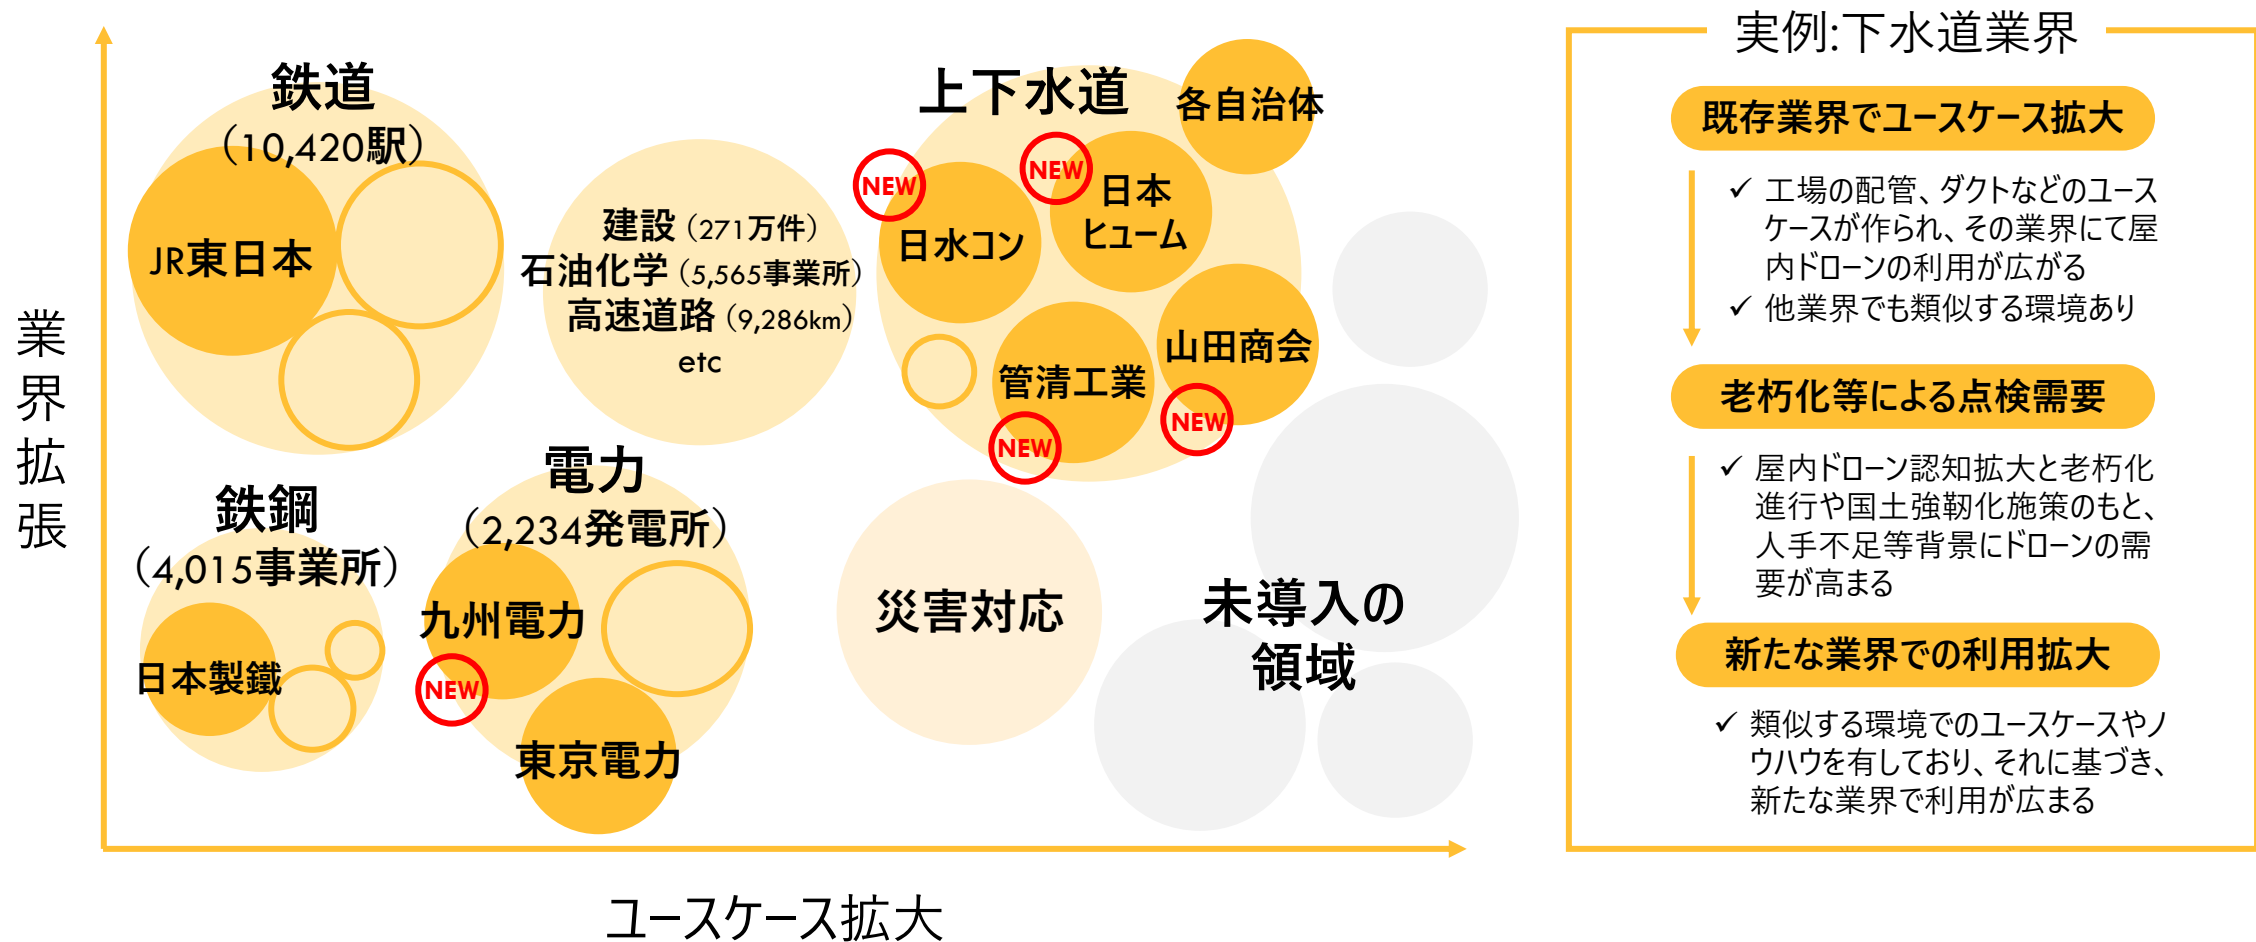 業界拡張
鉄道
（10,420駅）
JR東日本
鉄鋼
（4,015事業所）
日本製鐵
建設（271万件）
石油化学（5,565事業所）
高速道路（9,286km）
etc
電力
（2,234発電所）
九州電力
NEW
東京電力
上下水道
各自治体
NEW
日水コン
NEW
日本
ヒューム
管清工業
NEW
山田商会
NEW
災害対応
未導入の
領域
ユースケース拡大
実例:下水道業界
既存業界でユースケース拡大
✓ 工場の配管、ダクトなどのユース
ケースが作られ、その業界にて屋
内ドローンの利用が広がる
✓ 他業界でも類似する環境あり
老朽化等による点検需要
✓ 屋内ドローン認知拡大と老朽化
進行や国土強靭化施策のもと、
人手不足等背景にドローンの需
要が高まる
新たな業界での利用拡大
✓ 類似する環境でのユースケースやノ
ウハウを有しており、それに基づき、
新たな業界で利用が広まる